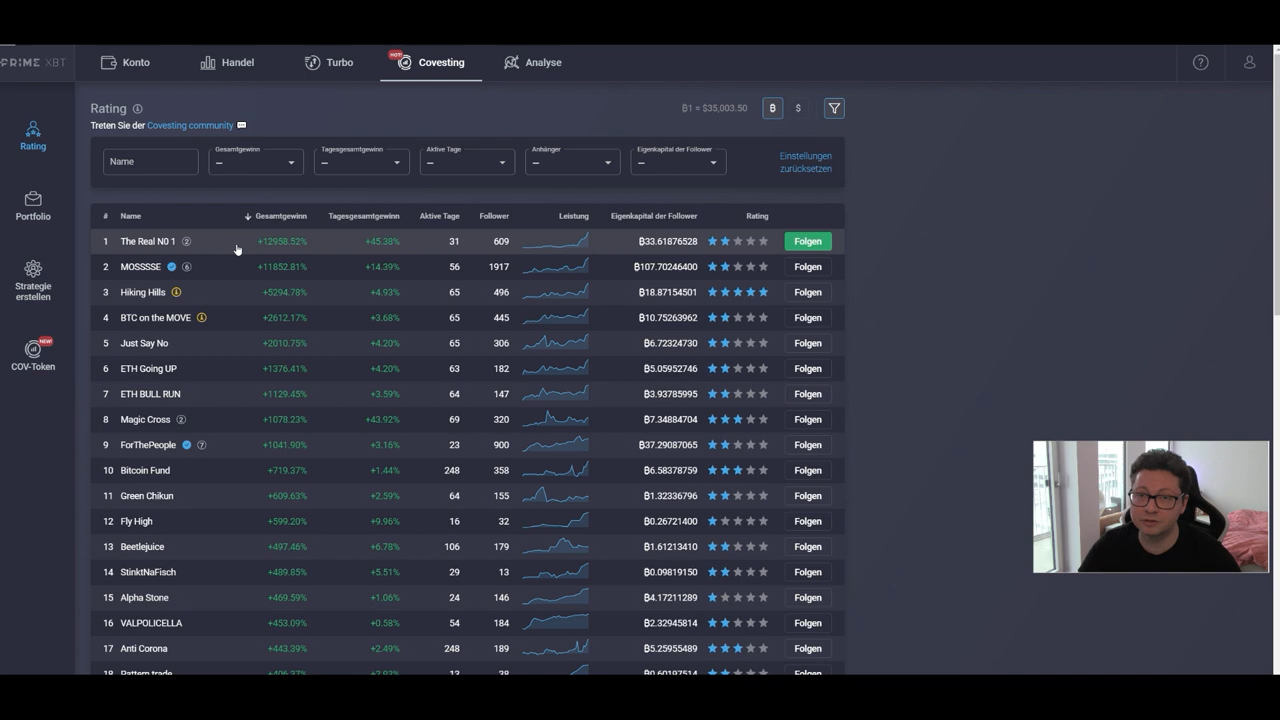 PRIME XBT
Konto
Handel
Turbo
HOT!
Covesting
Analyse
Rating
Portfolio
Strategie
erstellen
NEW!
COV-Token
Rating
฿1 = $35,003.50
฿
$
Treten Sie der Covesting community
Name
Gesamtgewinn
–
Tagesgesamtgewinn
–
Aktive Tage
–
Anhänger
–
Eigenkapital der Follower
–
Einstellungen
zurücksetzen
# Name Gesamtgewinn Tagesgesamtgewinn Aktive Tage Follower Leistung Eigenkapital der Follower Rating
1 The Real N0 1 2 +12958.52% +45.38% 31 609 ฿33.61876528 Folgen
2 MOSSSSE 6 +11852.81% +14.39% 56 1917 ฿107.70246400 Folgen
3 Hiking Hills +5294.78% +4.93% 65 496 ฿18.87154501 Folgen
4 BTC on the MOVE +2612.17% +3.68% 65 445 ฿10.75263962 Folgen
5 Just Say No +2010.75% +4.20% 65 306 ฿6.72324730 Folgen
6 ETH Going UP +1376.41% +4.20% 63 182 ฿5.05952746 Folgen
7 ETH BULL RUN +1129.45% +3.59% 64 147 ฿3.93785995 Folgen
8 Magic Cross 2 +1078.23% +43.92% 69 320 ฿7.34884704 Folgen
9 ForThePeople 7 +1041.90% +3.16% 23 900 ฿37.29087065 Folgen
10 Bitcoin Fund +719.37% +1.44% 248 358 ฿6.58378759 Folgen
11 Green Chikun +609.63% +2.59% 64 155 ฿1.32336796 Folgen
12 Fly High +599.20% +9.96% 16 32 ฿0.26721400 Folgen
13 Beetlejuice +497.46% +6.78% 106 179 ฿1.61213410 Folgen
14 StinktNaFisch +489.85% +5.51% 29 13 ฿0.09819150 Folgen
15 Alpha Stone +469.59% +1.06% 24 146 ฿4.17211289 Folgen
16 VALPOLICELLA +453.09% +0.58% 54 184 ฿2.32945814 Folgen
17 Anti Corona +443.39% +2.49% 248 189 ฿5.25955489 Folgen
18 Pattern trade